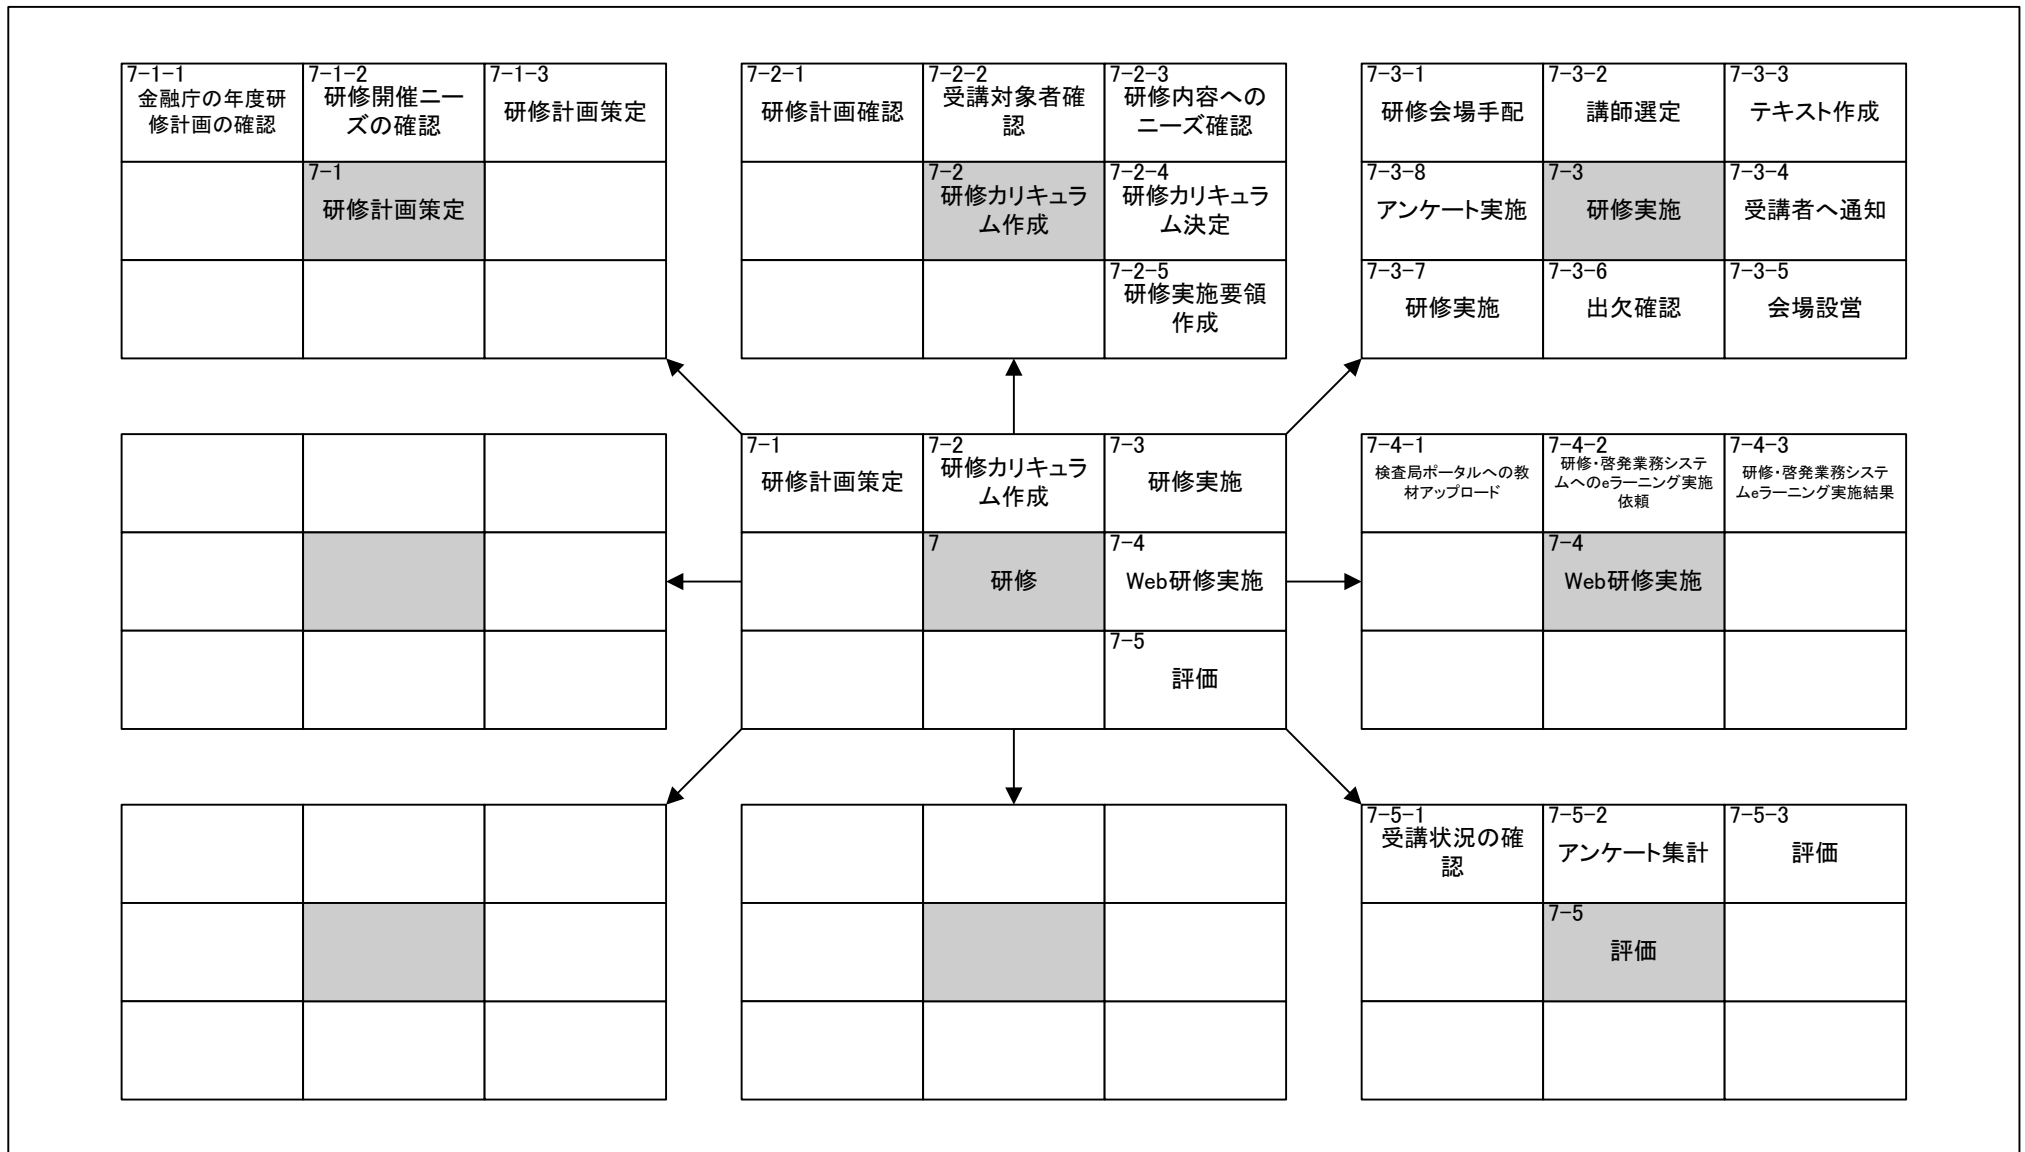 7-1-1
金融庁の年度研
修計画の確認
7-1-2
研修開催ニー
ズの確認
7-1-3
研修計画策定
7-1
研修計画策定
7-2-1
研修計画確認
7-2-2
受講対象者確
認
7-2-3
研修内容への
ニーズ確認
7-2
研修カリキュラ
ム作成
7-2-4
研修カリキュラ
ム決定
7-2-5
研修実施要領
作成
7-3-1
研修会場手配
7-3-2
講師選定
7-3-3
テキスト作成
7-3-8
アンケート実施
7-3
研修実施
7-3-4
受講者へ通知
7-3-7
研修実施
7-3-6
出欠確認
7-3-5
会場設営
7-1
研修計画策定
7-2
研修カリキュラ
ム作成
7-3
研修実施
7
研修
7-4
Web研修実施
7-5
評価
7-4-1
検査局ポータルへの教
材アップロード
7-4-2
研修・啓発業務システ
ムへのeラーニング実施
依頼
7-4-3
研修・啓発業務システ
ムeラーニング実施結果
7-4
Web研修実施
7-5-1
受講状況の確
認
7-5-2
アンケート集計
7-5-3
評価
7-5
評価